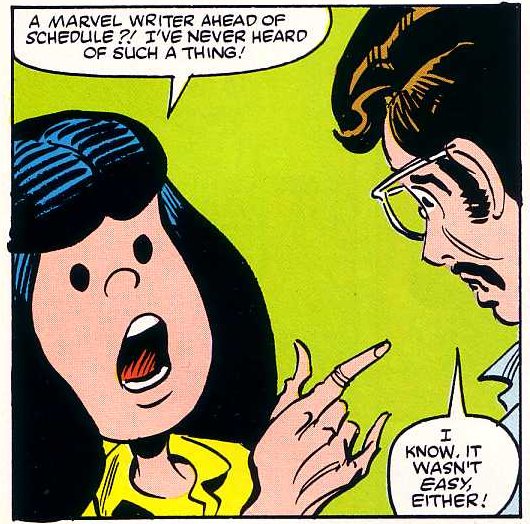 A MARVEL WRITER AHEAD OF
SCHEDULE?! I'VE NEVER HEARD
OF SUCH A THING!
I
KNOW. IT
WASN'T
EASY,
EITHER!